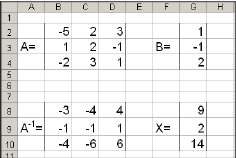 A B C D E F G H
1
2 -5 2 3 1
3 A= 1 2 -1 B= -1
4 -2 3 1 2
5
6
7
8 -3 -4 4 9
9 A-1= -1 -1 1 X= 2
10 -4 -6 6 14